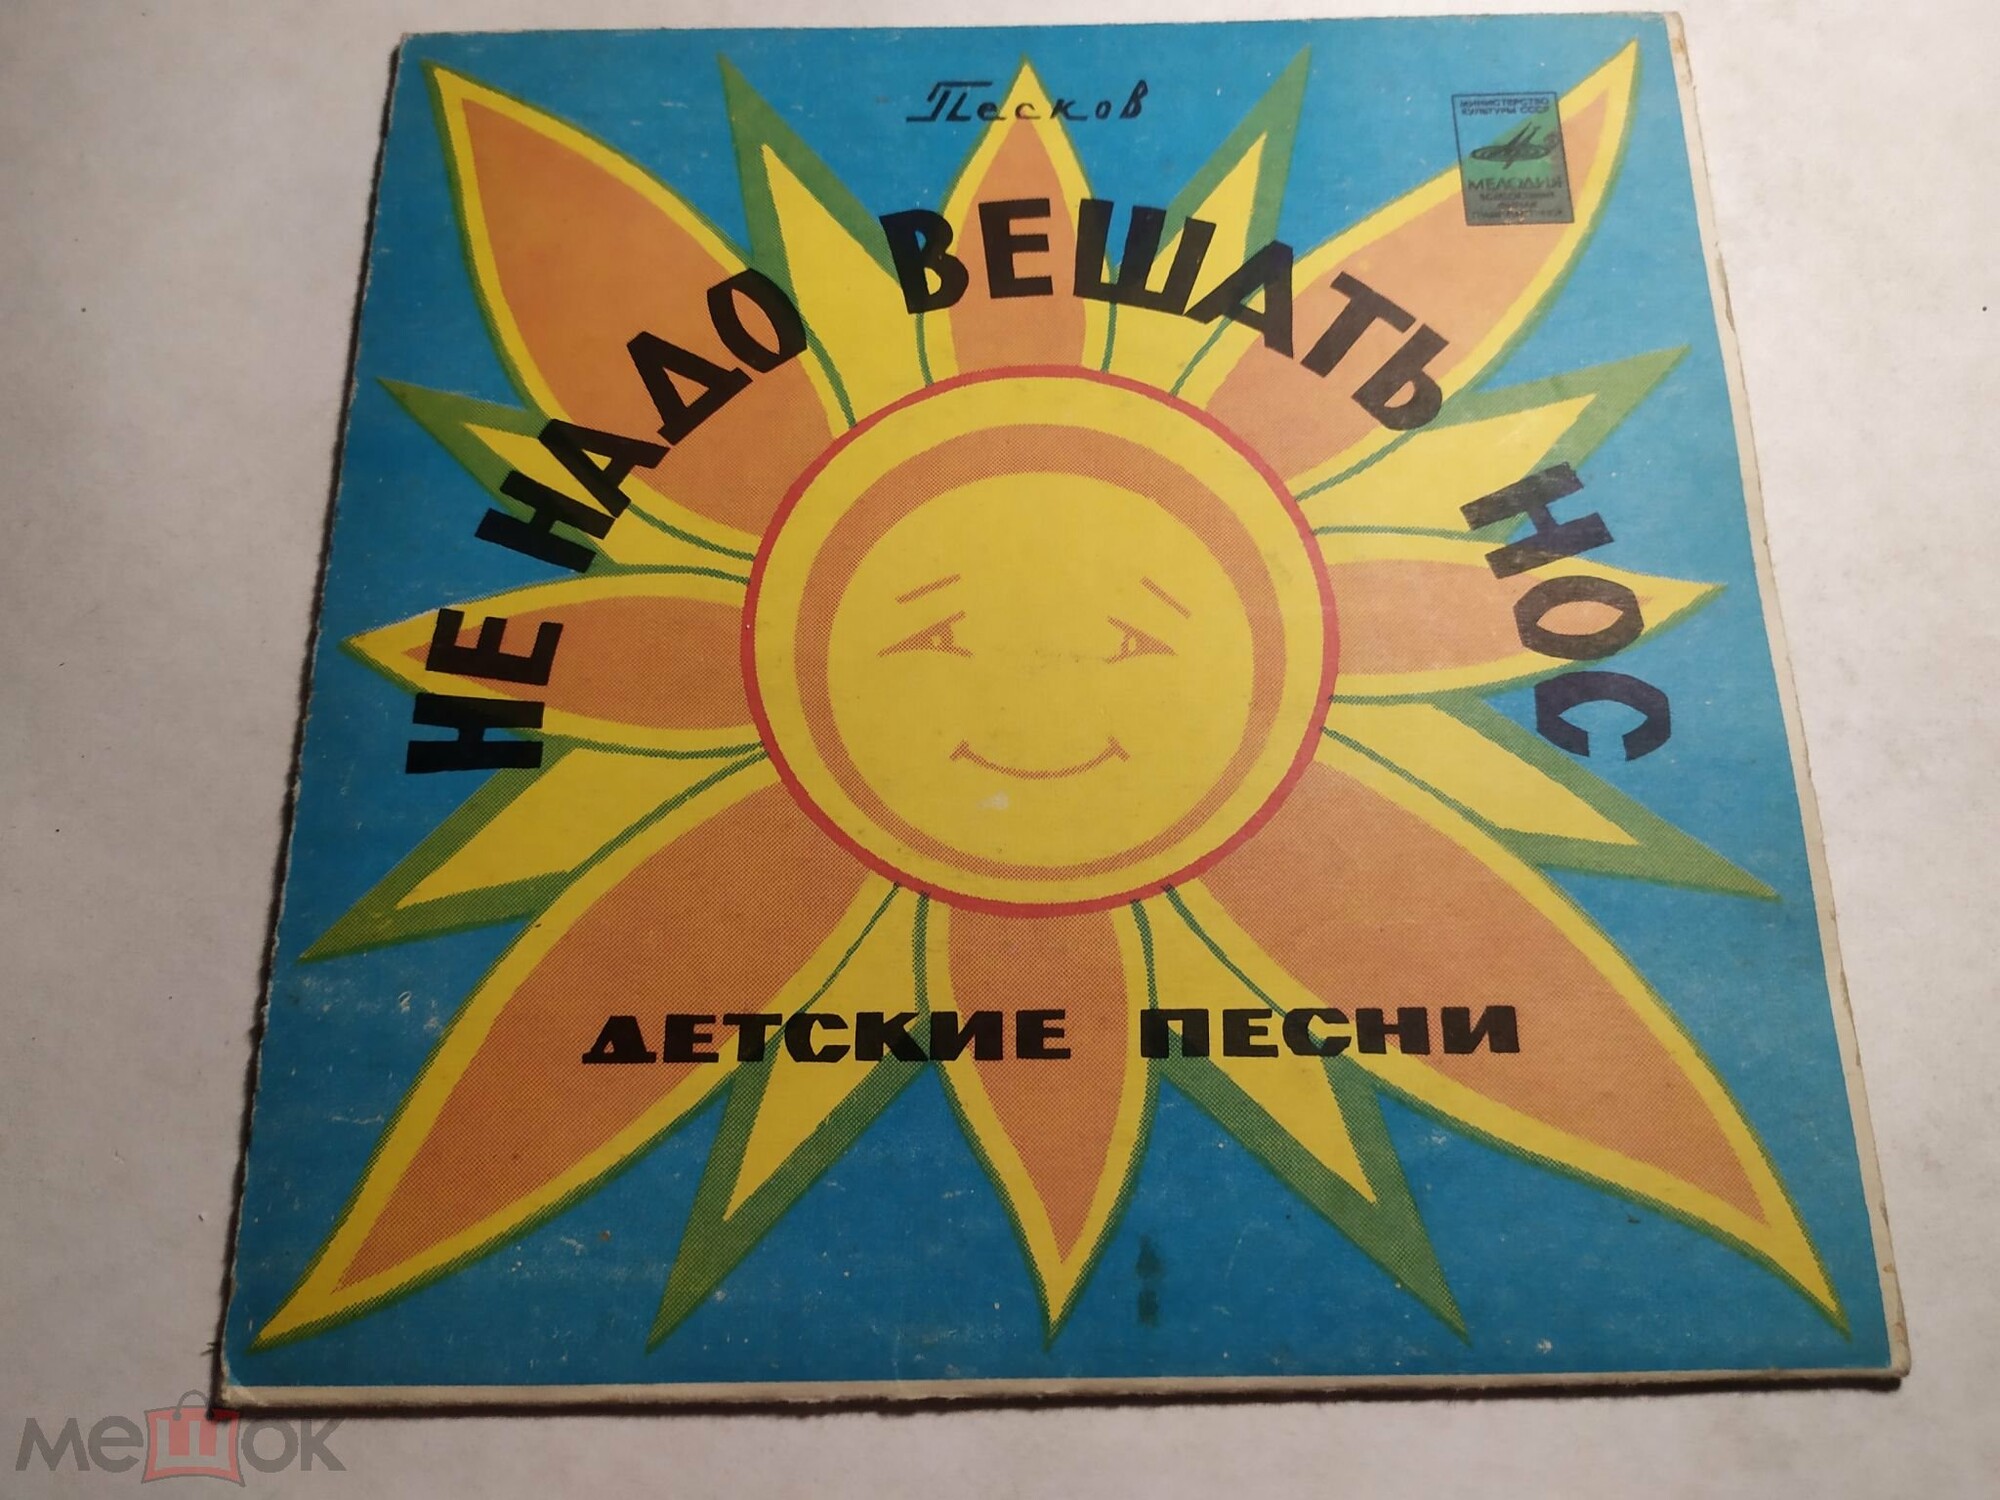 Песков
МИНИСТЕРСТВО
КУЛЬТУРЫ СССР
МЕЛОДИЯ
НЕ НАДО ВЕШАТЬ НОС
ДЕТСКИЕ ПЕСНИ
мешок